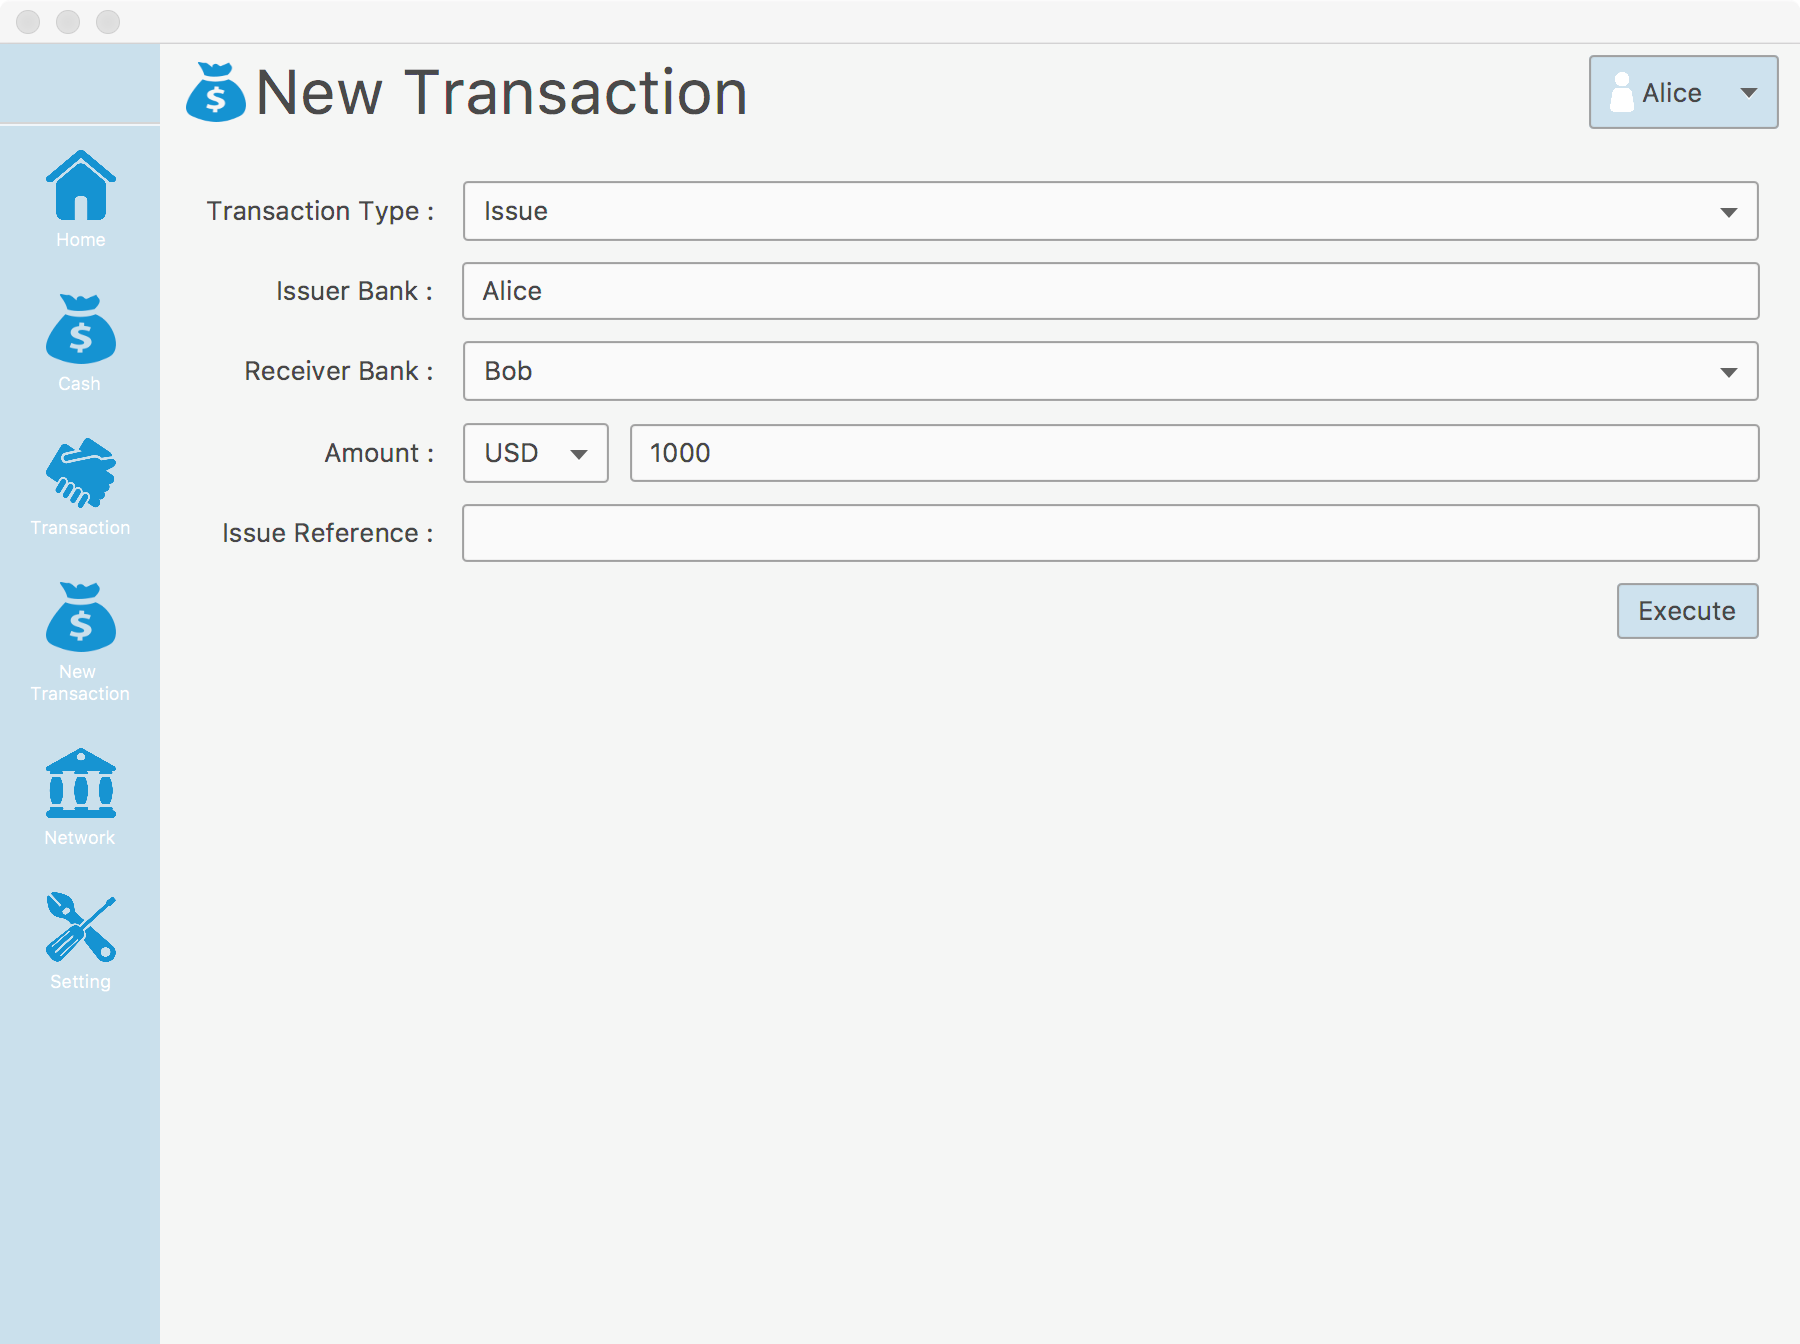 New Transaction
Alice
Home
Cash
Transaction
New
Transaction
Network
Setting
Transaction Type : Issue
Issuer Bank : Alice
Receiver Bank : Bob
Amount : USD 1000
Issue Reference :
Execute